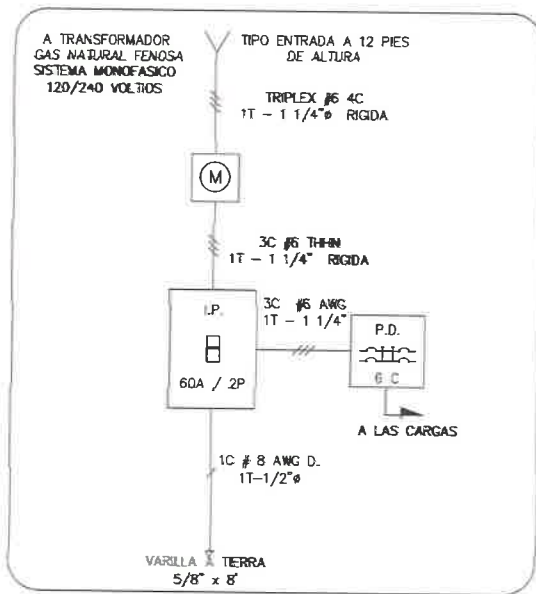 A TRANSFORMADOR
GAS NATURAL FENOSA
SISTEMA MONOFASICO
120/240 VOLTIOS
TIPO ENTRADA A 12 PIES
DE ALTURA
TRIPLEX #6 4C
1T - 1 1/4"ø RIGIDA
M
3C #6 THHN
1T - 1 1/4" RIGIDA
I.P.
60A / 2P
3C #6 AWG
1T - 1 1/4"
P.D.
6 C
A LAS CARGAS
1C # 8 AWG D.
1T-1/2"ø
VARILLA A TIERRA
5/8" x 8'